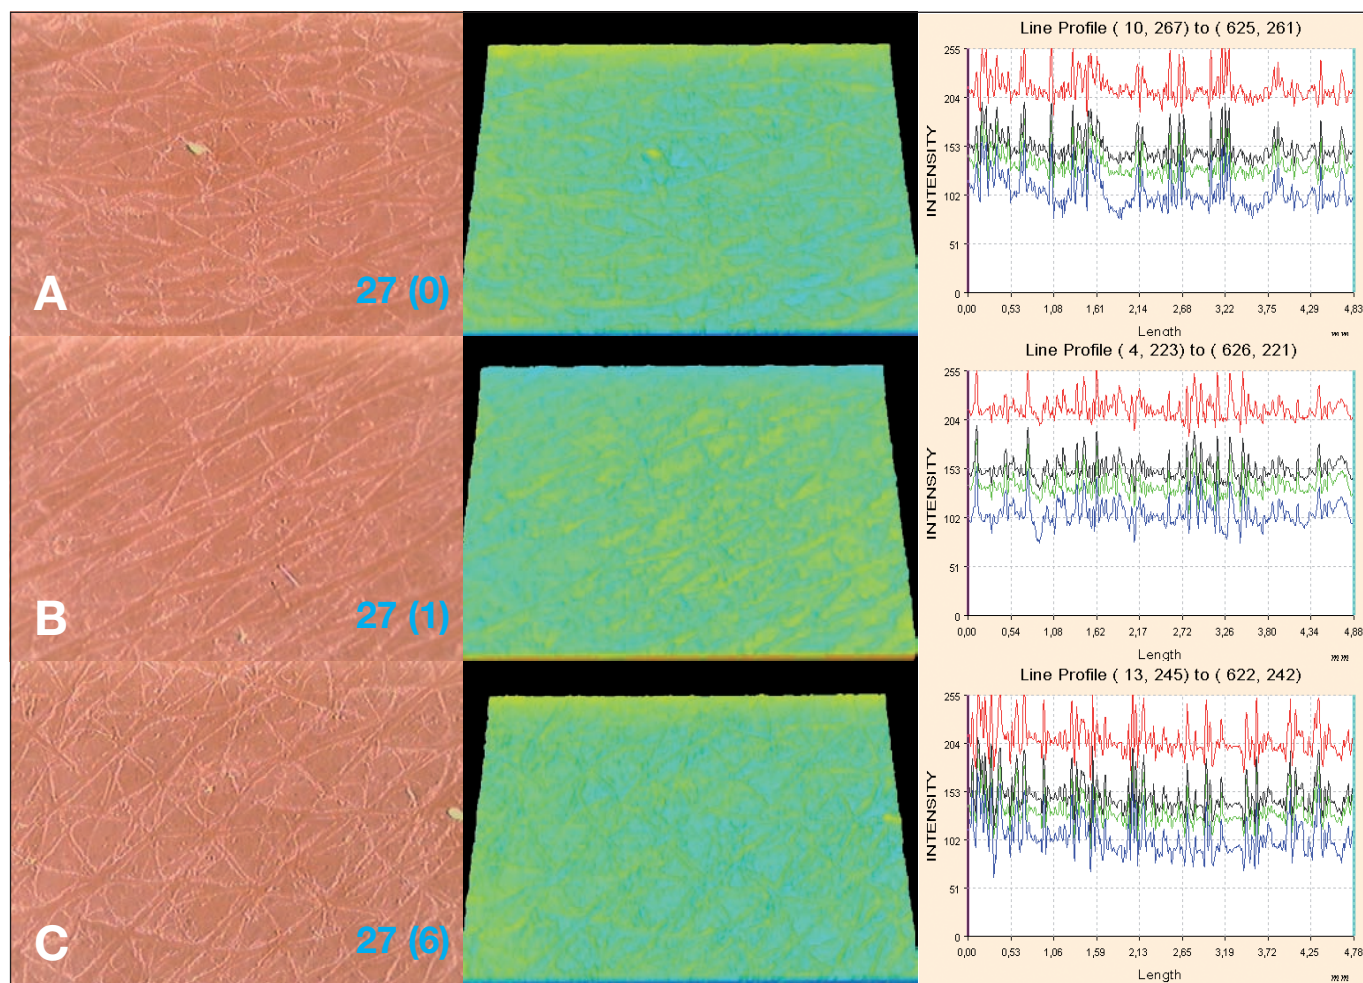 A
27 (0)
Line Profile ( 10, 267) to ( 625, 261)
INTENSITY
255
204
153
102
51
0
0,00 0,53 1,08 1,61 2,14 2,68 3,22 3,75 4,29 4,83
Length
mm
B
27 (1)
Line Profile ( 4, 223) to ( 626, 221)
INTENSITY
255
204
153
102
51
0
0,00 0,54 1,08 1,62 2,17 2,72 3,26 3,80 4,34 4,88
Length
mm
C
27 (6)
Line Profile ( 13, 245) to ( 622, 242)
INTENSITY
255
204
153
102
51
0
0,00 0,53 1,06 1,59 2,12 2,65 3,18 3,72 4,25 4,78
Length
mm